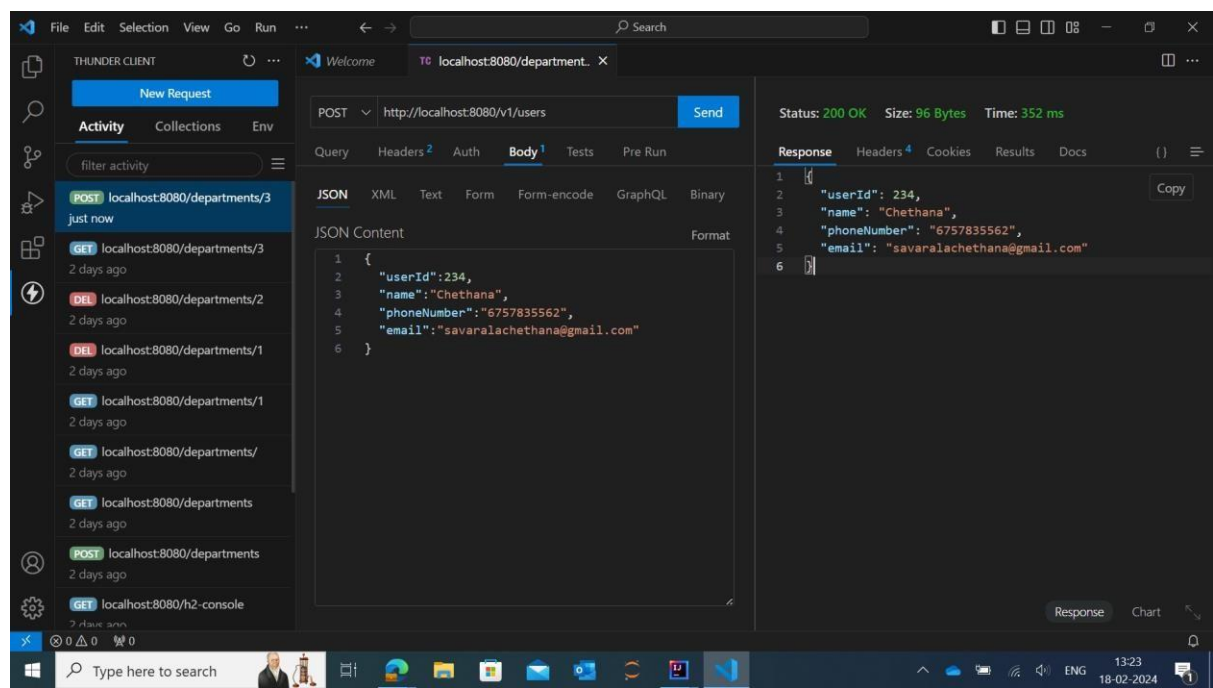 File Edit Selection View Go Run ... Search
THUNDER CLIENT
New Request
Activity Collections Env
filter activity
POST localhost:8080/departments/3
just now
GET localhost:8080/departments/3
2 days ago
DEL localhost:8080/departments/2
2 days ago
DEL localhost:8080/departments/1
2 days ago
GET localhost:8080/departments/1
2 days ago
GET localhost:8080/departments/
2 days ago
GET localhost:8080/departments
2 days ago
POST localhost:8080/departments
2 days ago
GET localhost:8080/h2-console
2 days ago
Welcome TC localhost:8080/department..
POST http://localhost:8080/v1/users Send
Query Headers 2 Auth Body 1 Tests Pre Run
JSON XML Text Form Form-encode GraphQL Binary
JSON Content Format
1 {
2 "userId":234,
3 "name":"Chethana",
4 "phoneNumber":"6757835562",
5 "email":"savaralachethana@gmail.com"
6 }
Status: 200 OK Size: 96 Bytes Time: 352 ms
Response Headers 4 Cookies Results Docs {}
1 {
2 "userId": 234,
3 "name": "Chethana",
4 "phoneNumber": "6757835562",
5 "email": "savaralachethana@gmail.com"
6 }
Copy
Response Chart
0 0 0
Type here to search
ENG
13:23
18-02-2024
1